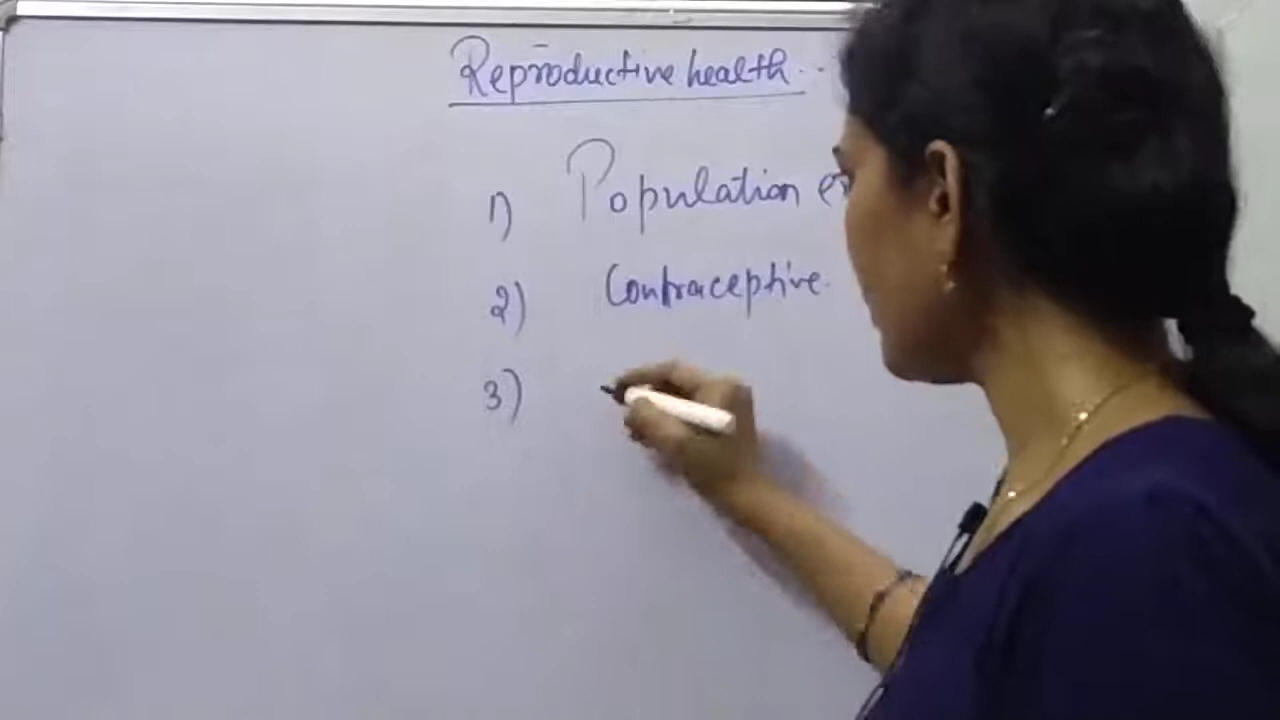 Reproductive health..
1) Population
2) Contraceptive.
3)